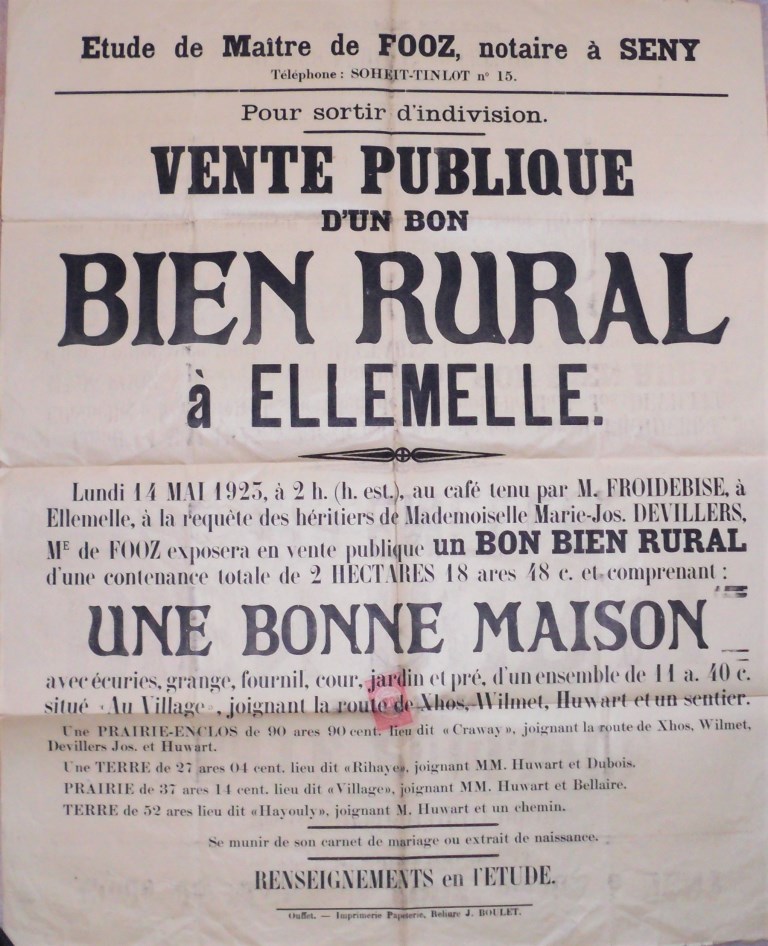 Etude de Maître de FOOZ, notaire à SENY
Téléphone : SOHEIT-TINLOT n° 15.
Pour sortir d'indivision.
VENTE PUBLIQUE
D'UN BON
BIEN RURAL
à ELLEMELLE.
Lundi 14 MAI 1923, à 2 h. (h. est.), au café tenu par M. FROIDEBISE, à
Ellemelle, à la requête des héritiers de Mademoiselle Marie-Jos. DEVILLERS,
Mᴱ de FOOZ exposera en vente publique un BON BIEN RURAL
d'une contenance totale de 2 HECTARES 18 ares 48 c. et comprenant :
UNE BONNE MAISON
avec écuries, grange, fournil, cour, jardin et pré, d'un ensemble de 11 a. 40 c.
situé « Au Village », joignant la route de Xhos, Wilmet, Huwart et un sentier.
Une PRAIRIE-ENCLOS de 90 ares 90 cent. lieu dit « Craway », joignant la route de Xhos, Wilmet,
Devillers Jos. et Huwart.
Une TERRE de 27 ares 04 cent. lieu dit «Rihaye», joignant MM. Huwart et Dubois.
PRAIRIE de 37 ares 14 cent. lieu dit «Village», joignant MM. Huwart et Bellaire.
TERRE de 52 ares lieu dit «Hayouly», joignant M. Huwart et un chemin.
Se munir de son carnet de mariage ou extrait de naissance.
RENSEIGNEMENTS en l'ETUDE.
Ouffet. — Imprimerie Papeterie, Reliure J. BOULET.